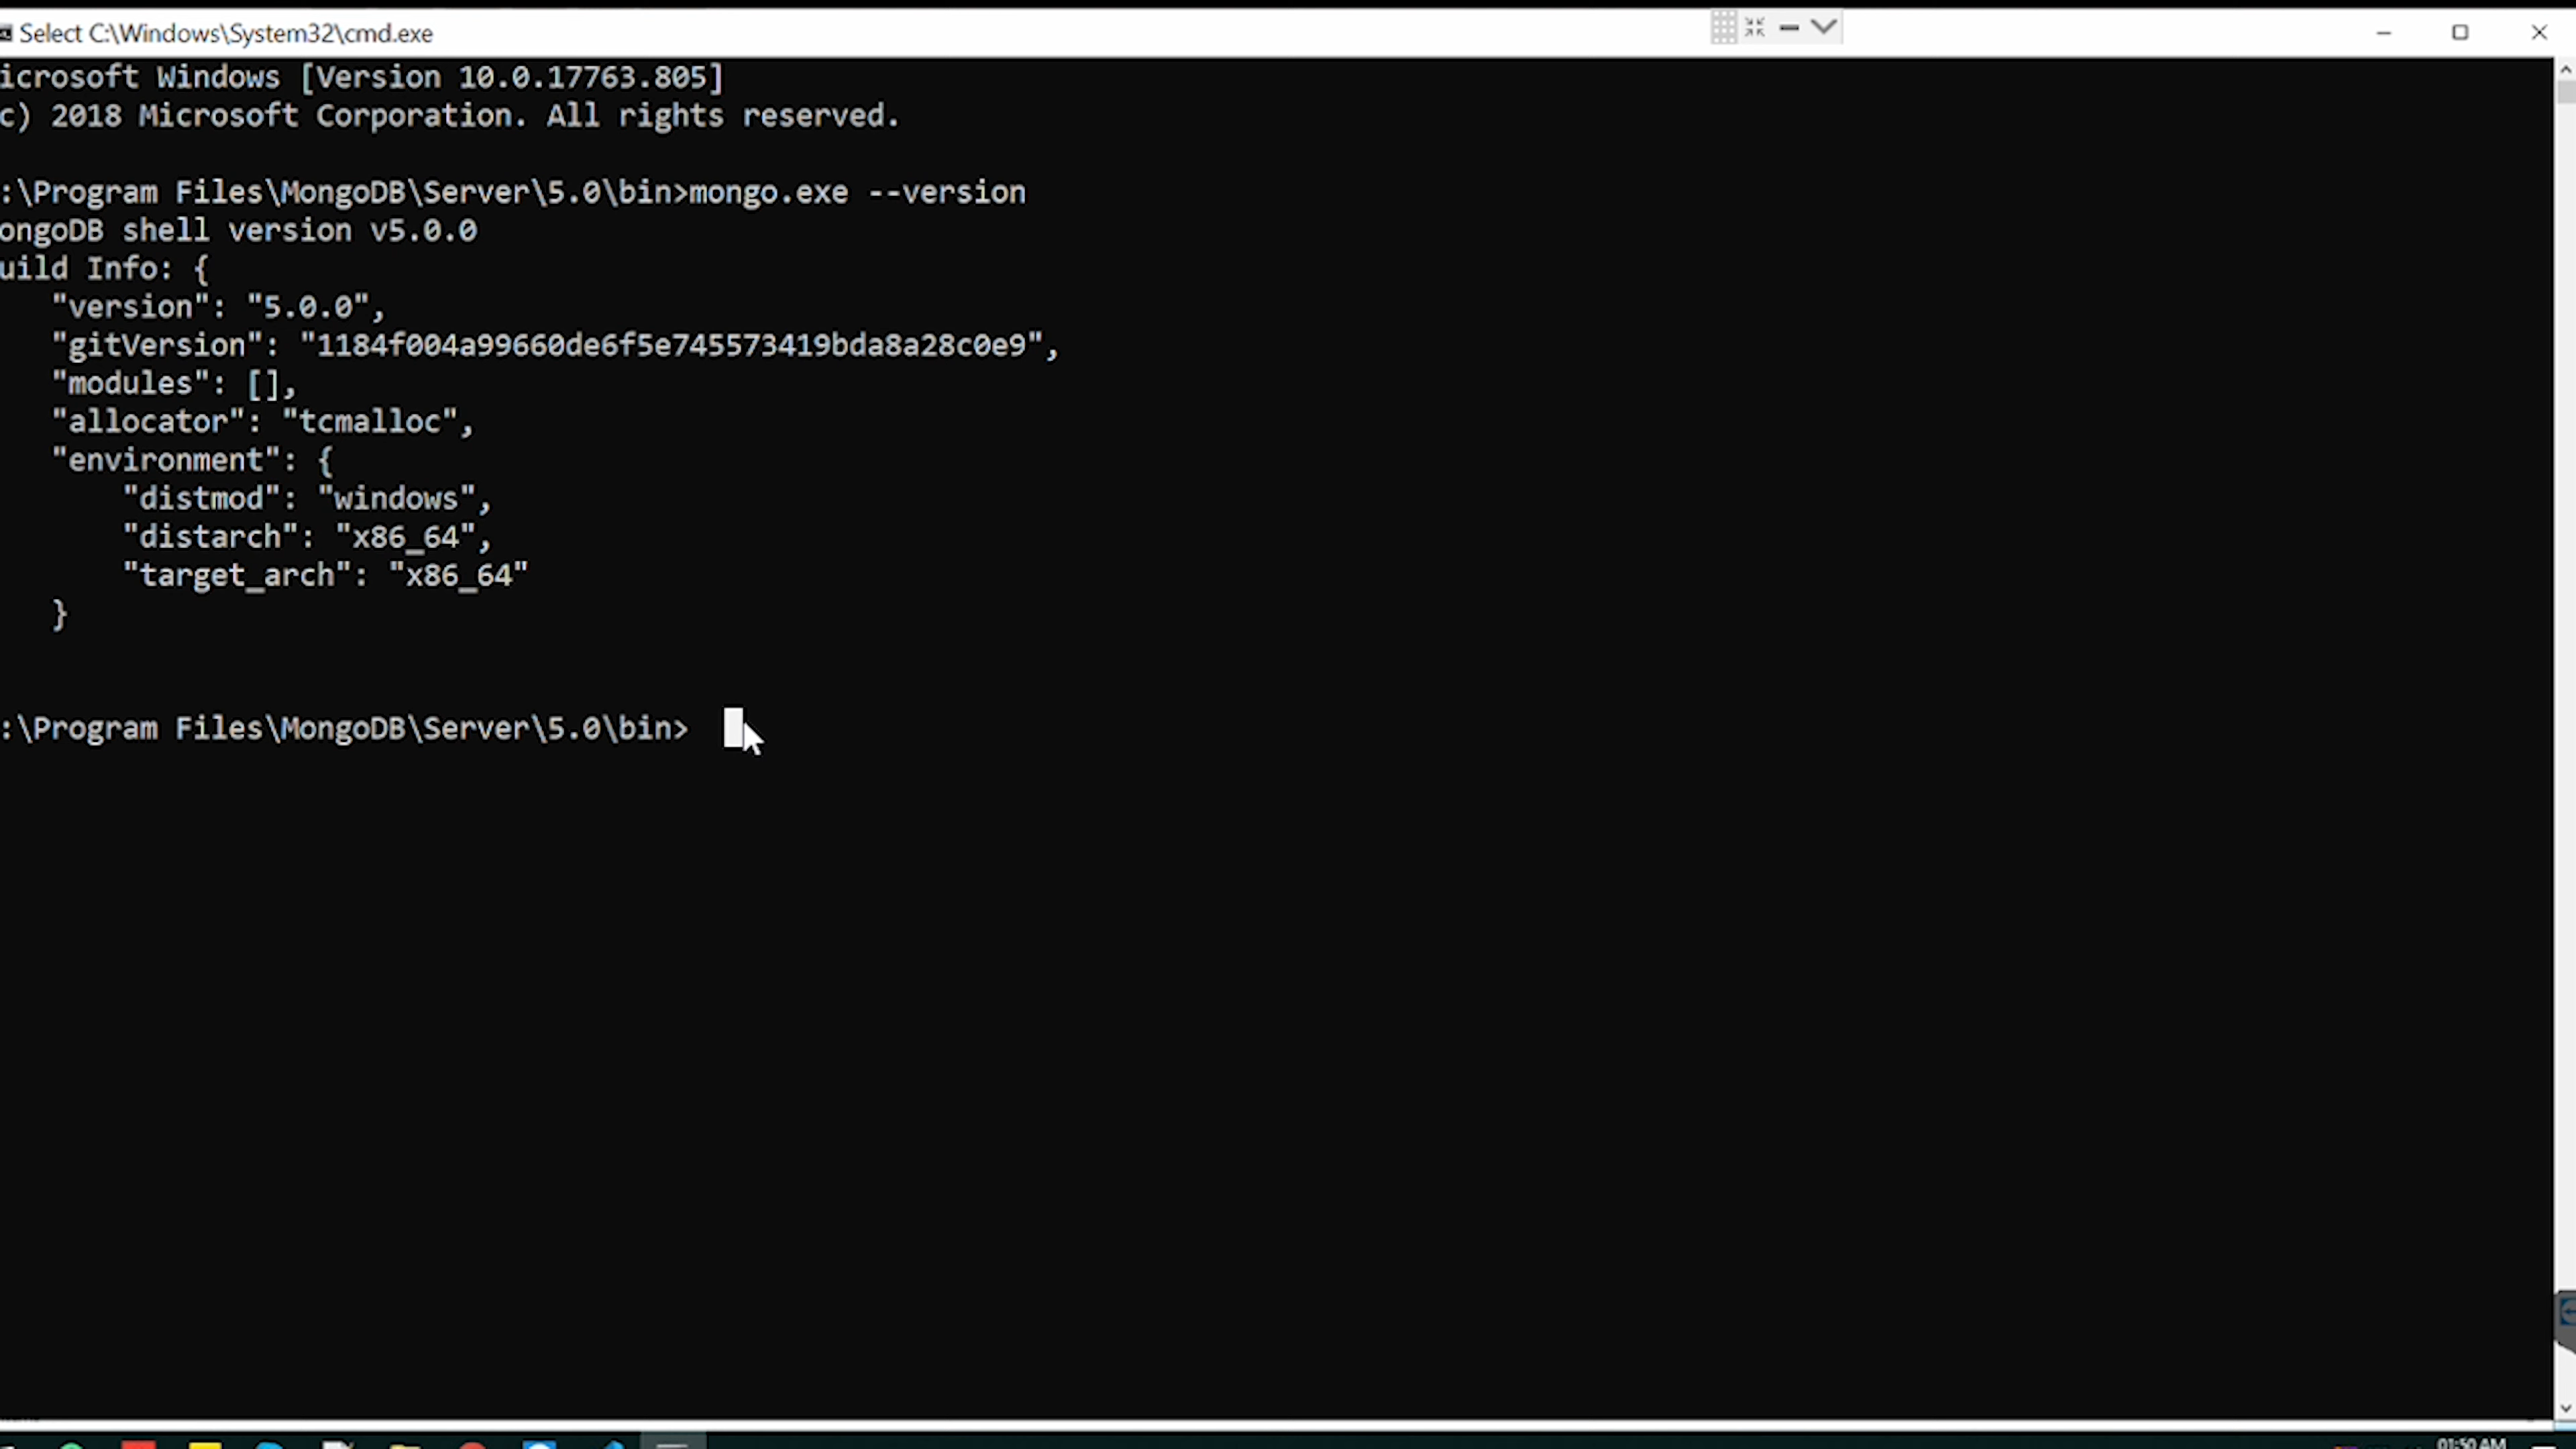 Select C:\Windows\System32\cmd.exe
icrosoft Windows [Version 10.0.17763.805]
c) 2018 Microsoft Corporation. All rights reserved.
:\Program Files\MongoDB\Server\5.0\bin>mongo.exe --version
ongoDB shell version v5.0.0
uild Info: {
    "version": "5.0.0",
    "gitVersion": "1184f004a99660de6f5e745573419bda8a28c0e9",
    "modules": [],
    "allocator": "tcmalloc",
    "environment": {
        "distmod": "windows",
        "distarch": "x86_64",
        "target_arch": "x86_64"
    }
:\Program Files\MongoDB\Server\5.0\bin>
01:50 AM